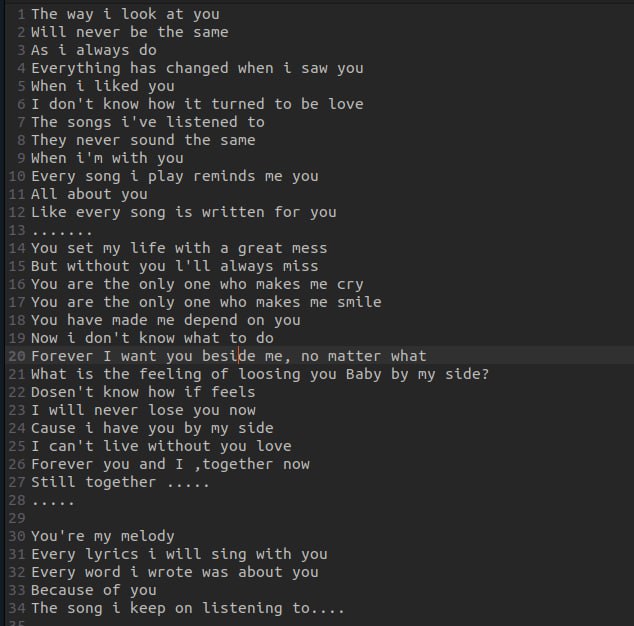 1 The way i look at you
2 Will never be the same
3 As i always do
4 Everything has changed when i saw you
5 When i liked you
6 I don't know how it turned to be love
7 The songs i've listened to
8 They never sound the same
9 When i'm with you
10 Every song i play reminds me you
11 All about you
12 Like every song is written for you
13 .......
14 You set my life with a great mess
15 But without you l'll always miss
16 You are the only one who makes me cry
17 You are the only one who makes me smile
18 You have made me depend on you
19 Now i don't know what to do
20 Forever I want you beside me, no matter what
21 What is the feeling of loosing you Baby by my side?
22 Dosen't know how if feels
23 I will never lose you now
24 Cause i have you by my side
25 I can't live without you love
26 Forever you and I ,together now
27 Still together .....
28 .....
29
30 You're my melody
31 Every lyrics i will sing with you
32 Every word i wrote was about you
33 Because of you
34 The song i keep on listening to....
35